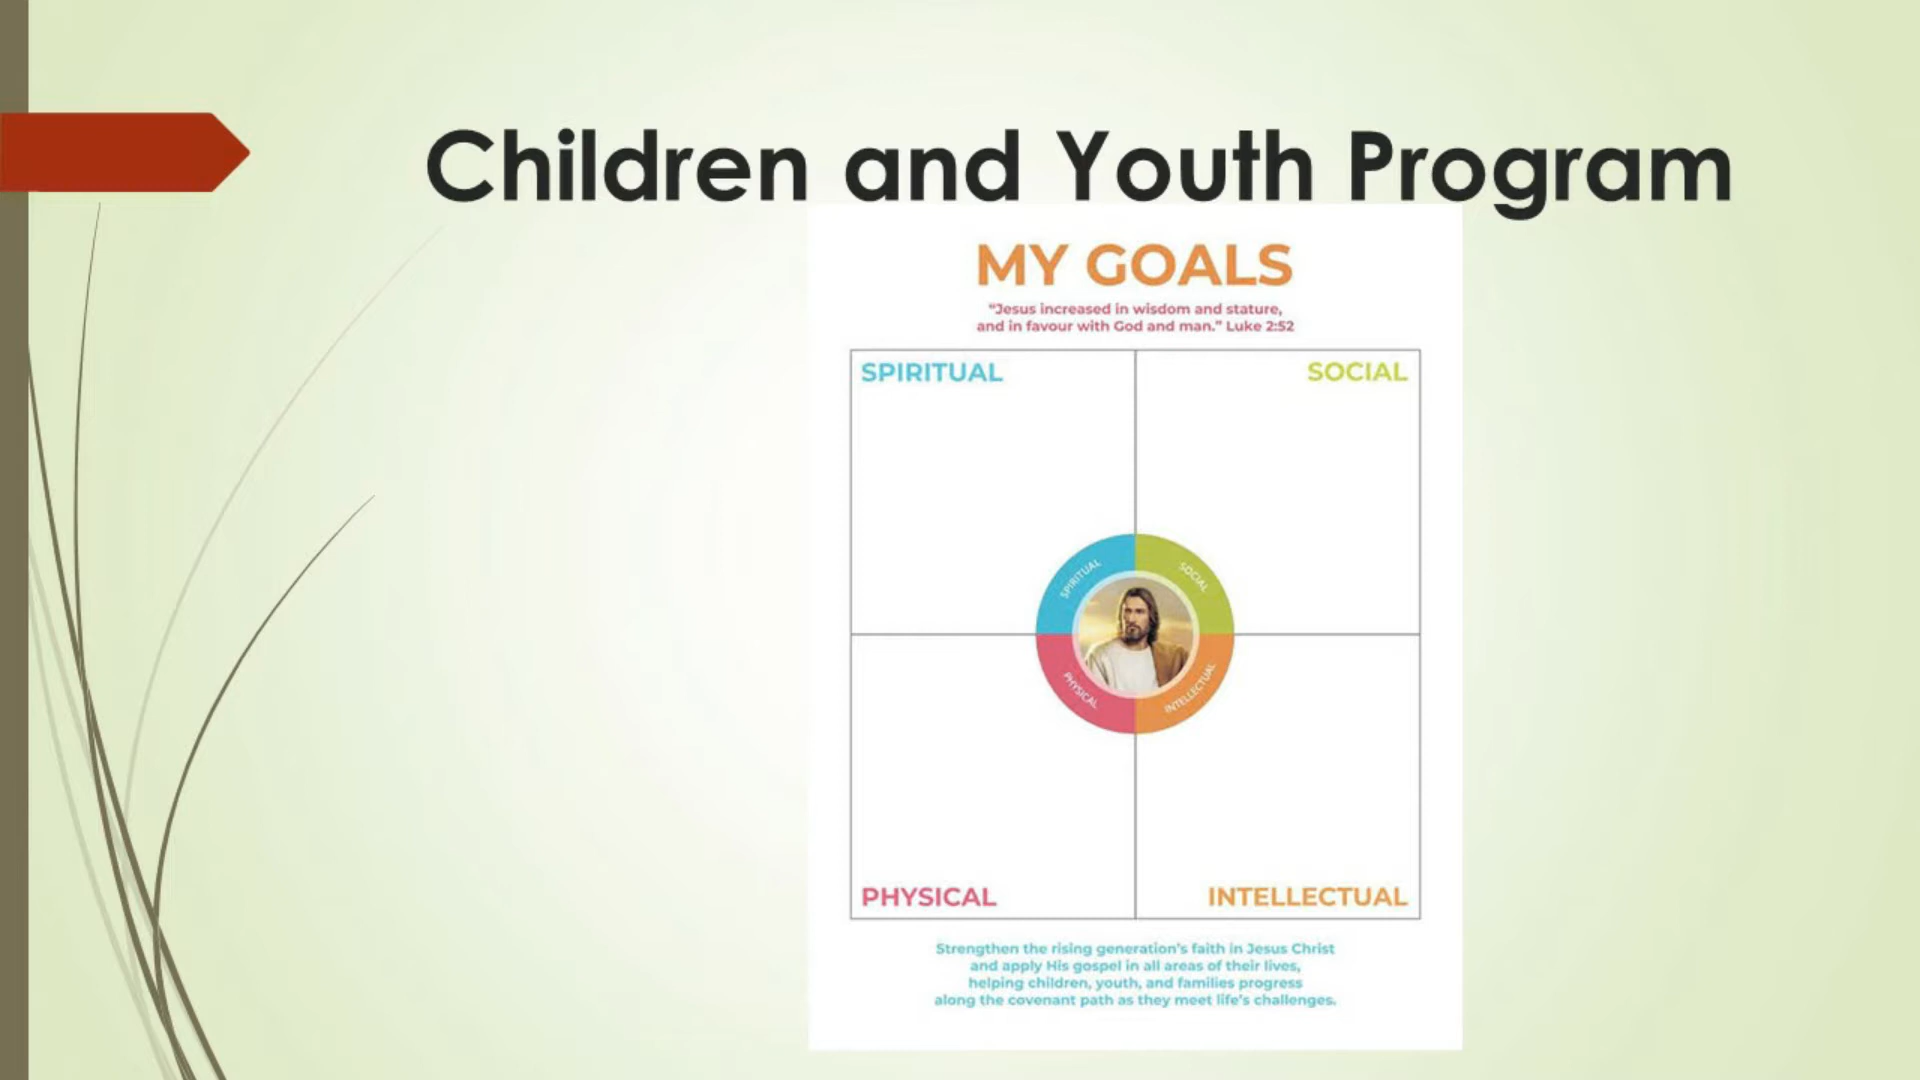 Children and Youth Program
MY GOALS
"Jesus increased in wisdom and stature,
and in favour with God and man." Luke 2:52
SPIRITUAL
SOCIAL
SPIRITUAL
SOCIAL
PHYSICAL
INTELLECTUAL
PHYSICAL
INTELLECTUAL
Strengthen the rising generation's faith in Jesus Christ
and apply His gospel in all areas of their lives,
helping children, youth, and families progress
along the covenant path as they meet life's challenges.